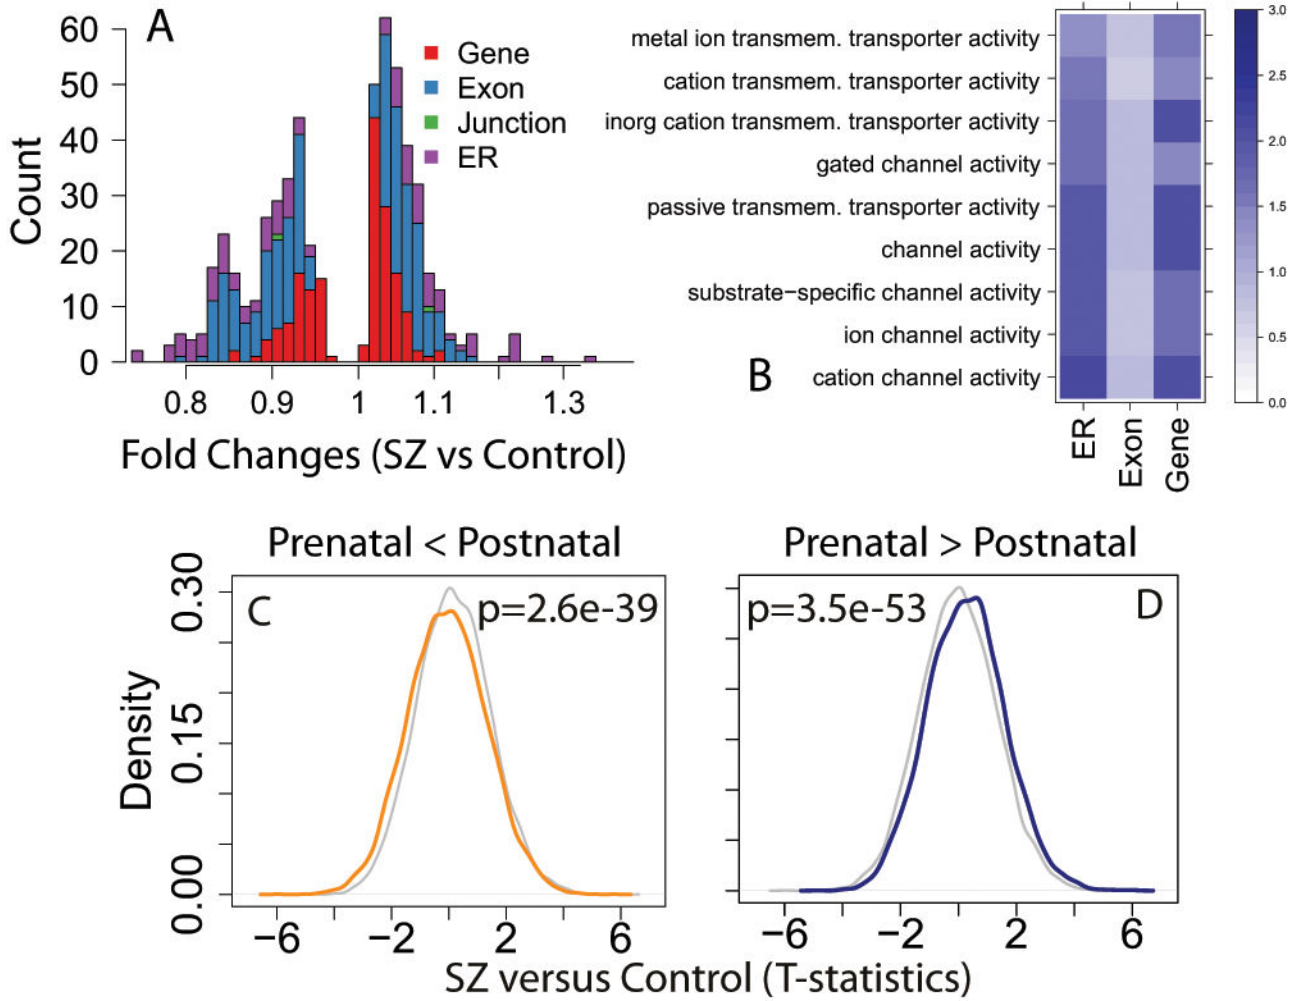 A
Count
60
50
40
30
20
10
0
Gene
Exon
Junction
ER
0.8 0.9 1 1.1 1.3
Fold Changes (SZ vs Control)
B
metal ion transmem. transporter activity
cation transmem. transporter activity
inorg cation transmem. transporter activity
gated channel activity
passive transmem. transporter activity
channel activity
substrate−specific channel activity
ion channel activity
cation channel activity
ER Exon Gene
3.0
2.5
2.0
1.5
1.0
0.5
0.0
Prenatal < Postnatal
C
p=2.6e-39
Density
0.30
0.15
0.00
−6 −2 2 6
Prenatal > Postnatal
p=3.5e-53
D
−6 −2 2 6
SZ versus Control (T-statistics)